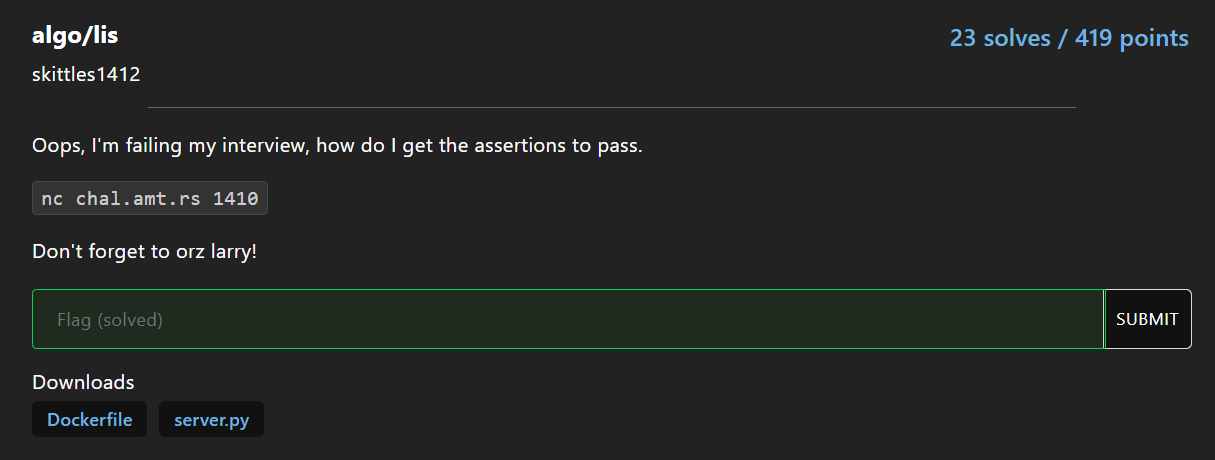 algo/lis
23 solves / 419 points
skittles1412
Oops, I'm failing my interview, how do I get the assertions to pass.
nc chal.amt.rs 1410
Don't forget to orz larry!
Flag (solved)
SUBMIT
Downloads
Dockerfile
server.py